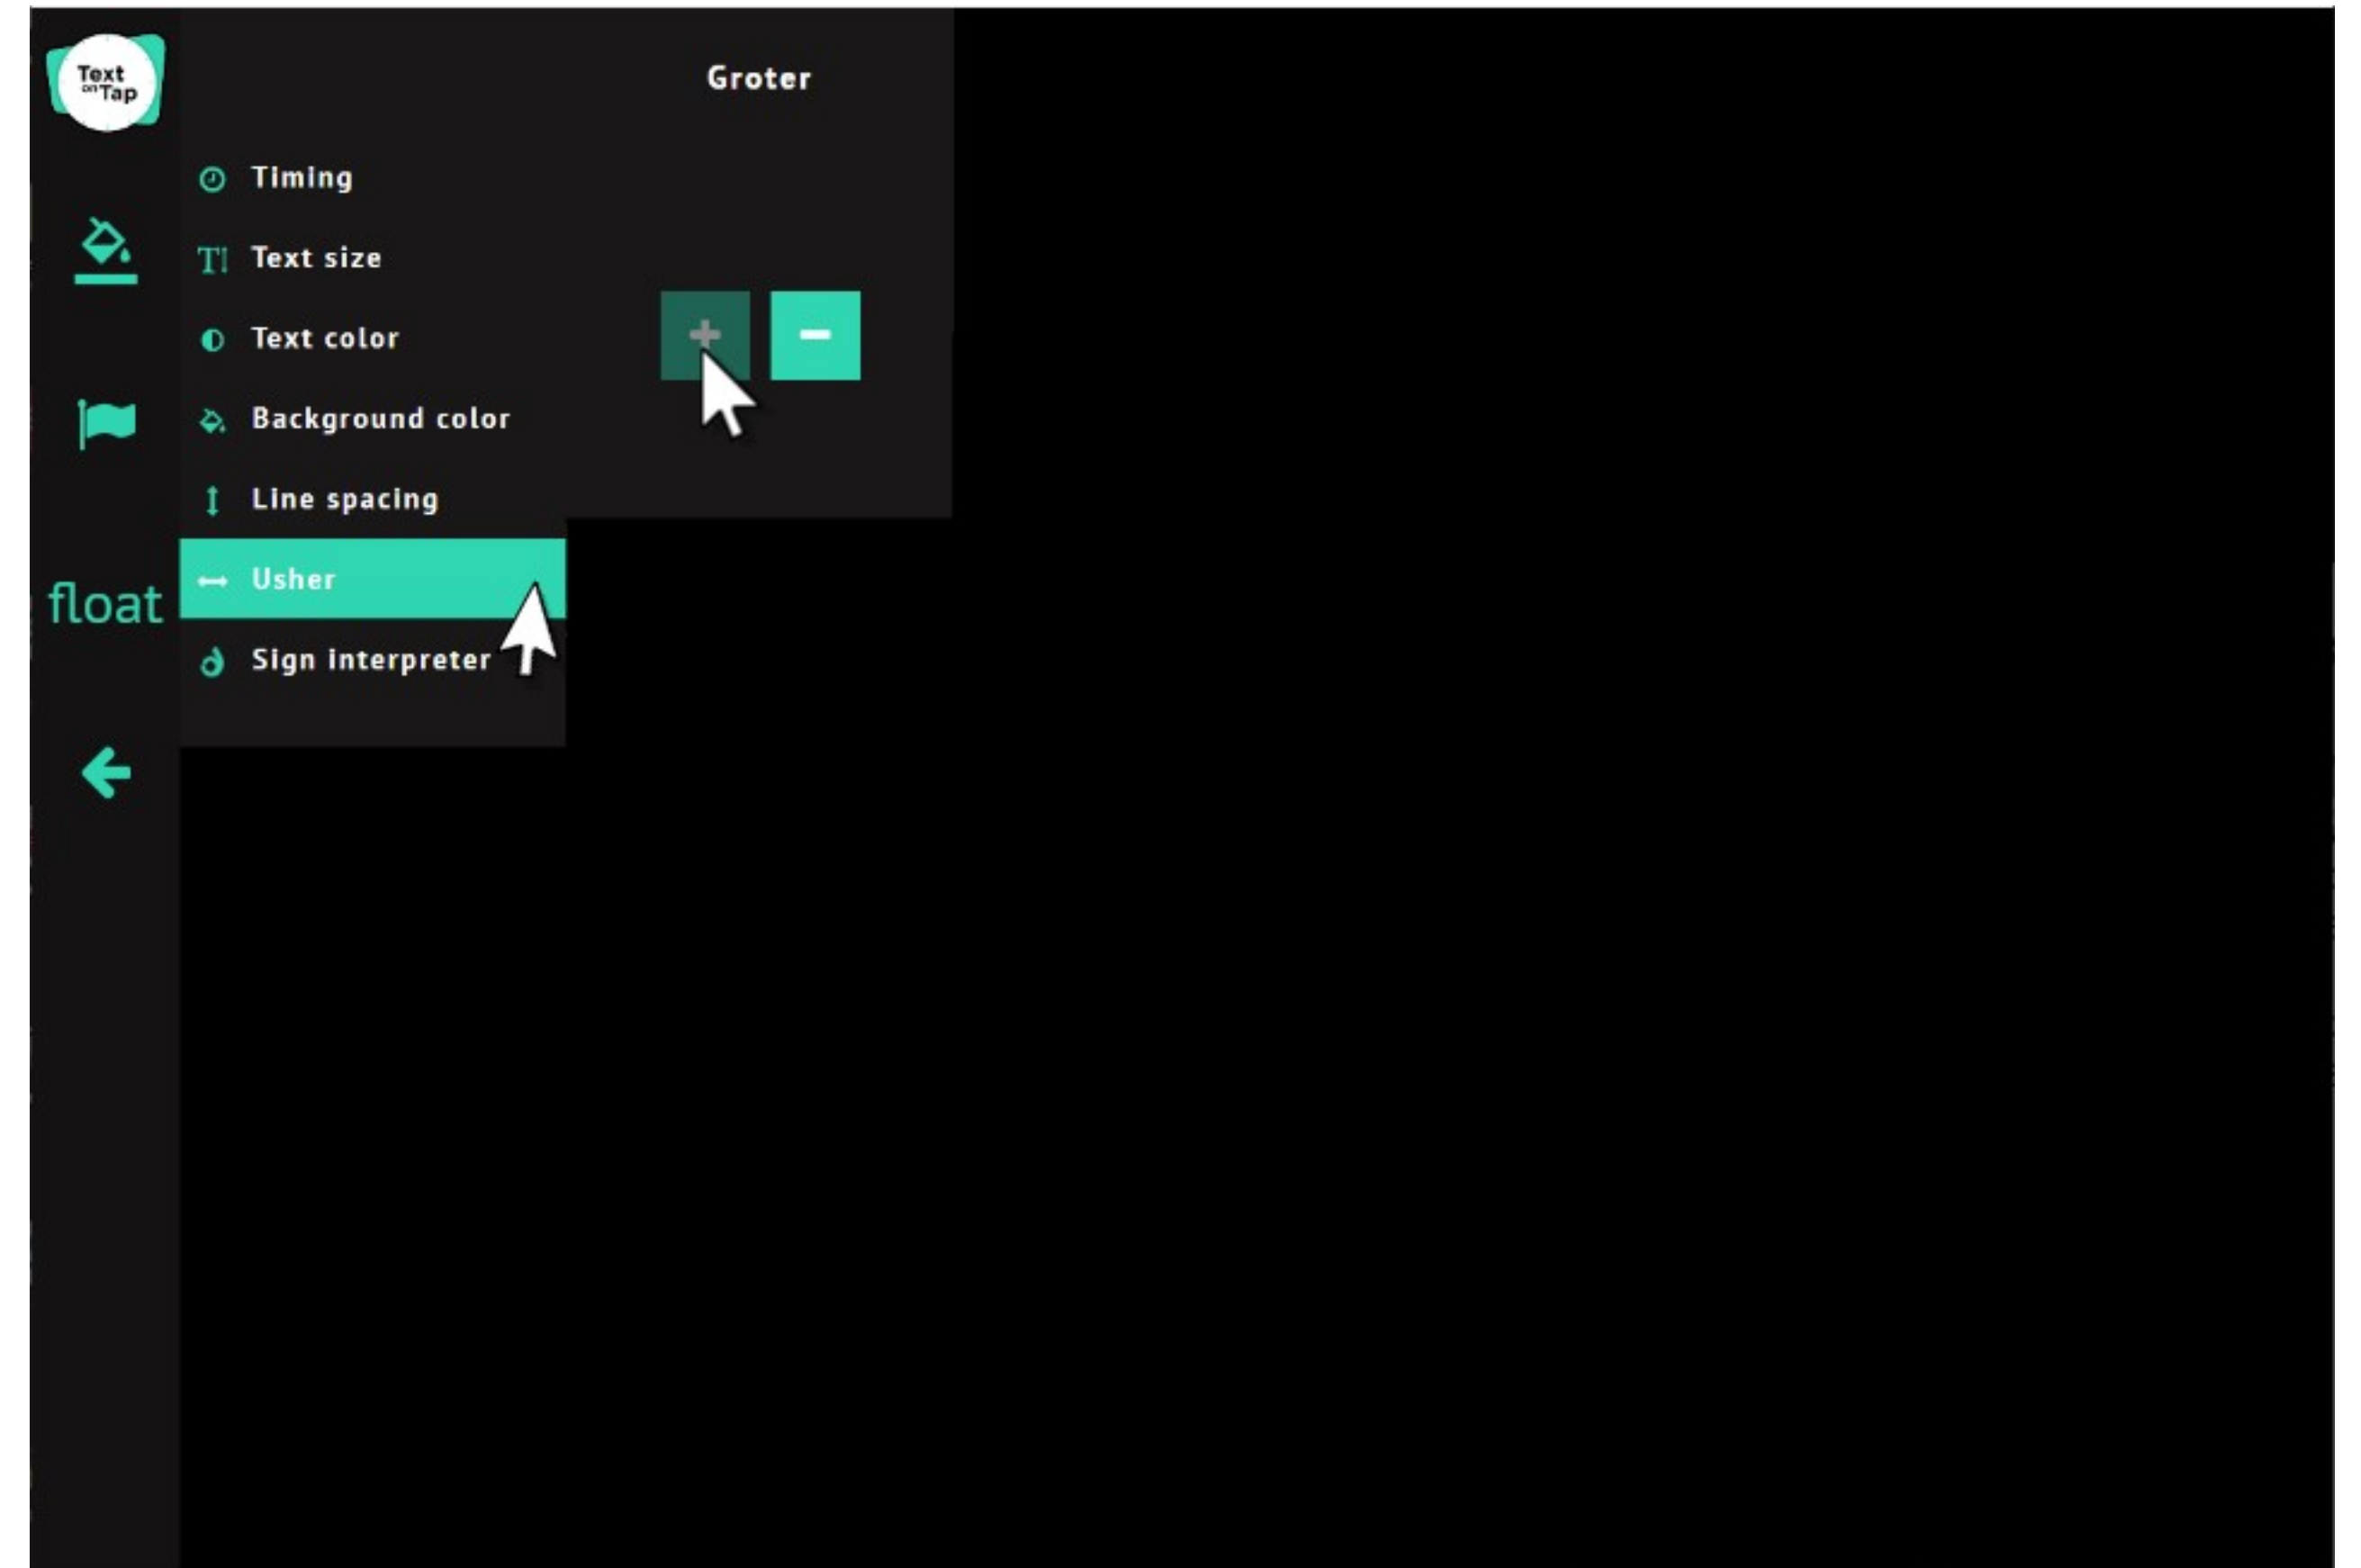 Text
on Tap
Groter
Timing
T! Text size
Text color
Background color
Line spacing
Usher
float
Sign interpreter